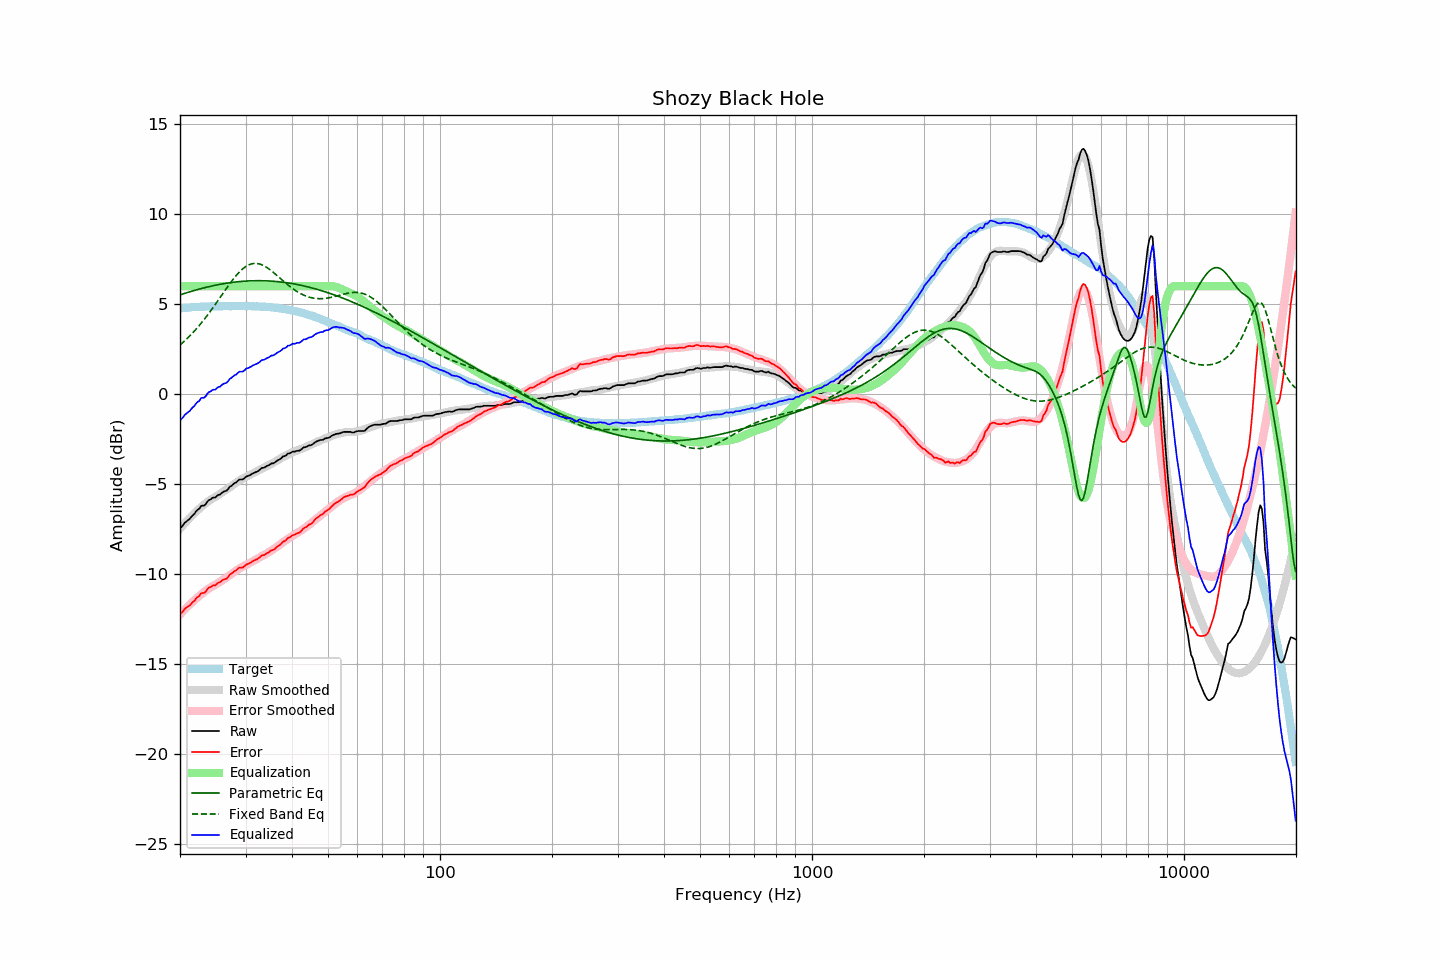 Shozy Black Hole
15
10
5
0
−5
−10
−15
−20
−25
Amplitude (dBr)
Target
Raw Smoothed
Error Smoothed
Raw
Error
Equalization
Parametric Eq
Fixed Band Eq
Equalized
100
1000
10000
Frequency (Hz)